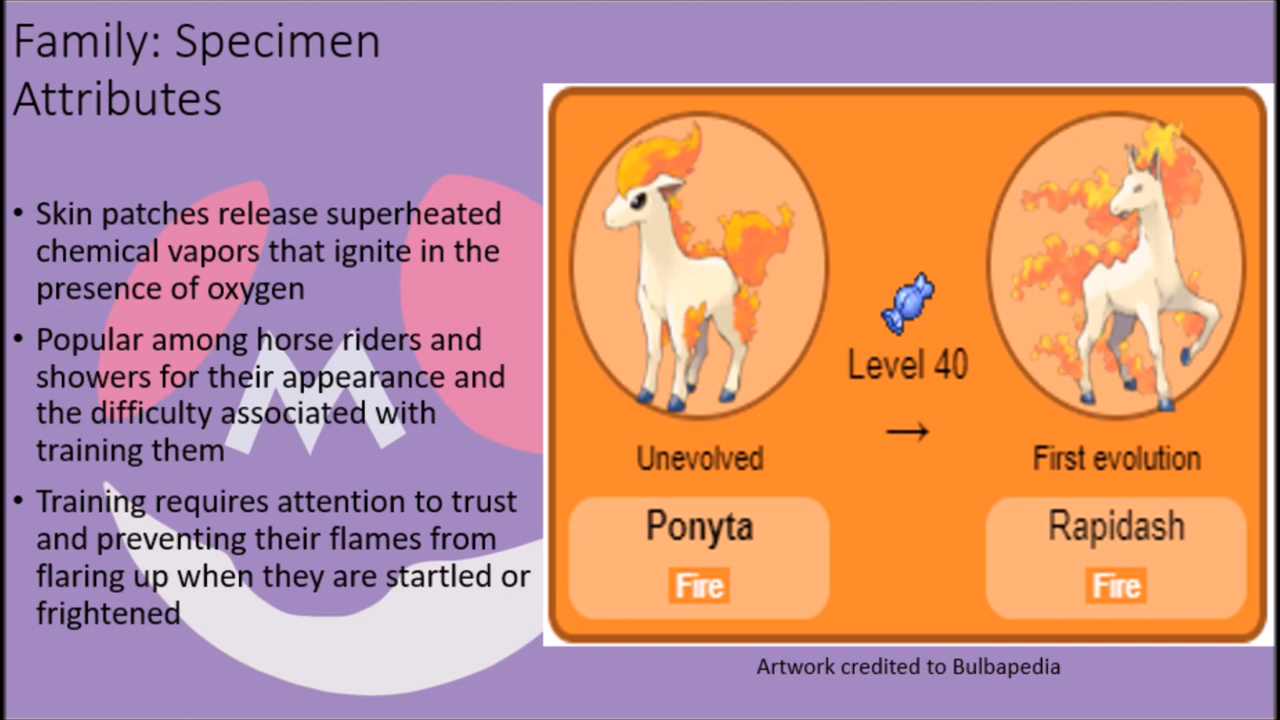 Family: Specimen
Attributes
• Skin patches release superheated
chemical vapors that ignite in the
presence of oxygen
• Popular among horse riders and
showers for their appearance and
the difficulty associated with
training them
• Training requires attention to trust
and preventing their flames from
flaring up when they are startled or
frightened
Level 40
→
Unevolved
First evolution
Ponyta
Rapidash
Fire
Fire
Artwork credited to Bulbapedia